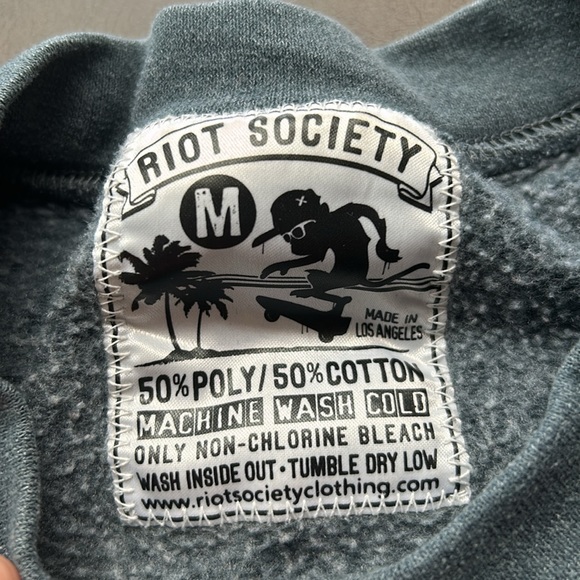 RIOT SOCIETY
M
MADE IN
LOS ANGELES
50% POLY/50% COTTON
MACHINE WASH COLD
ONLY NON-CHLORINE BLEACH
WASH INSIDE OUT • TUMBLE DRY LOW
www.riotsocietyclothing.com